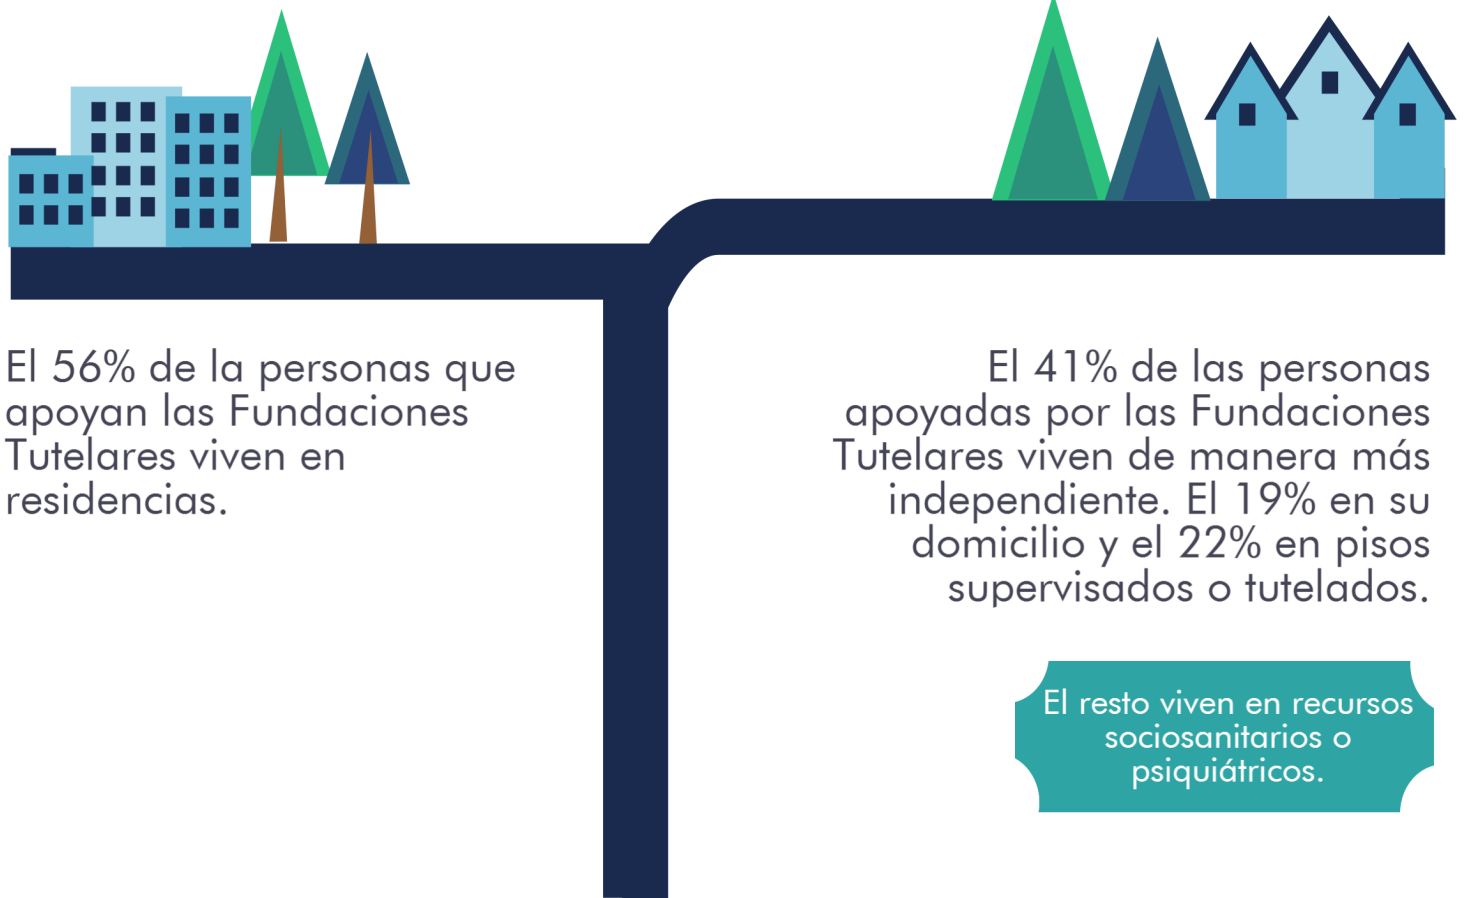 El 56% de la personas que
apoyan las Fundaciones
Tutelares viven en
residencias.
El 41% de las personas
apoyadas por las Fundaciones
Tutelares viven de manera más
independiente. El 19% en su
domicilio y el 22% en pisos
supervisados o tutelados.
El resto viven en recursos
sociosanitarios o
psiquiátricos.